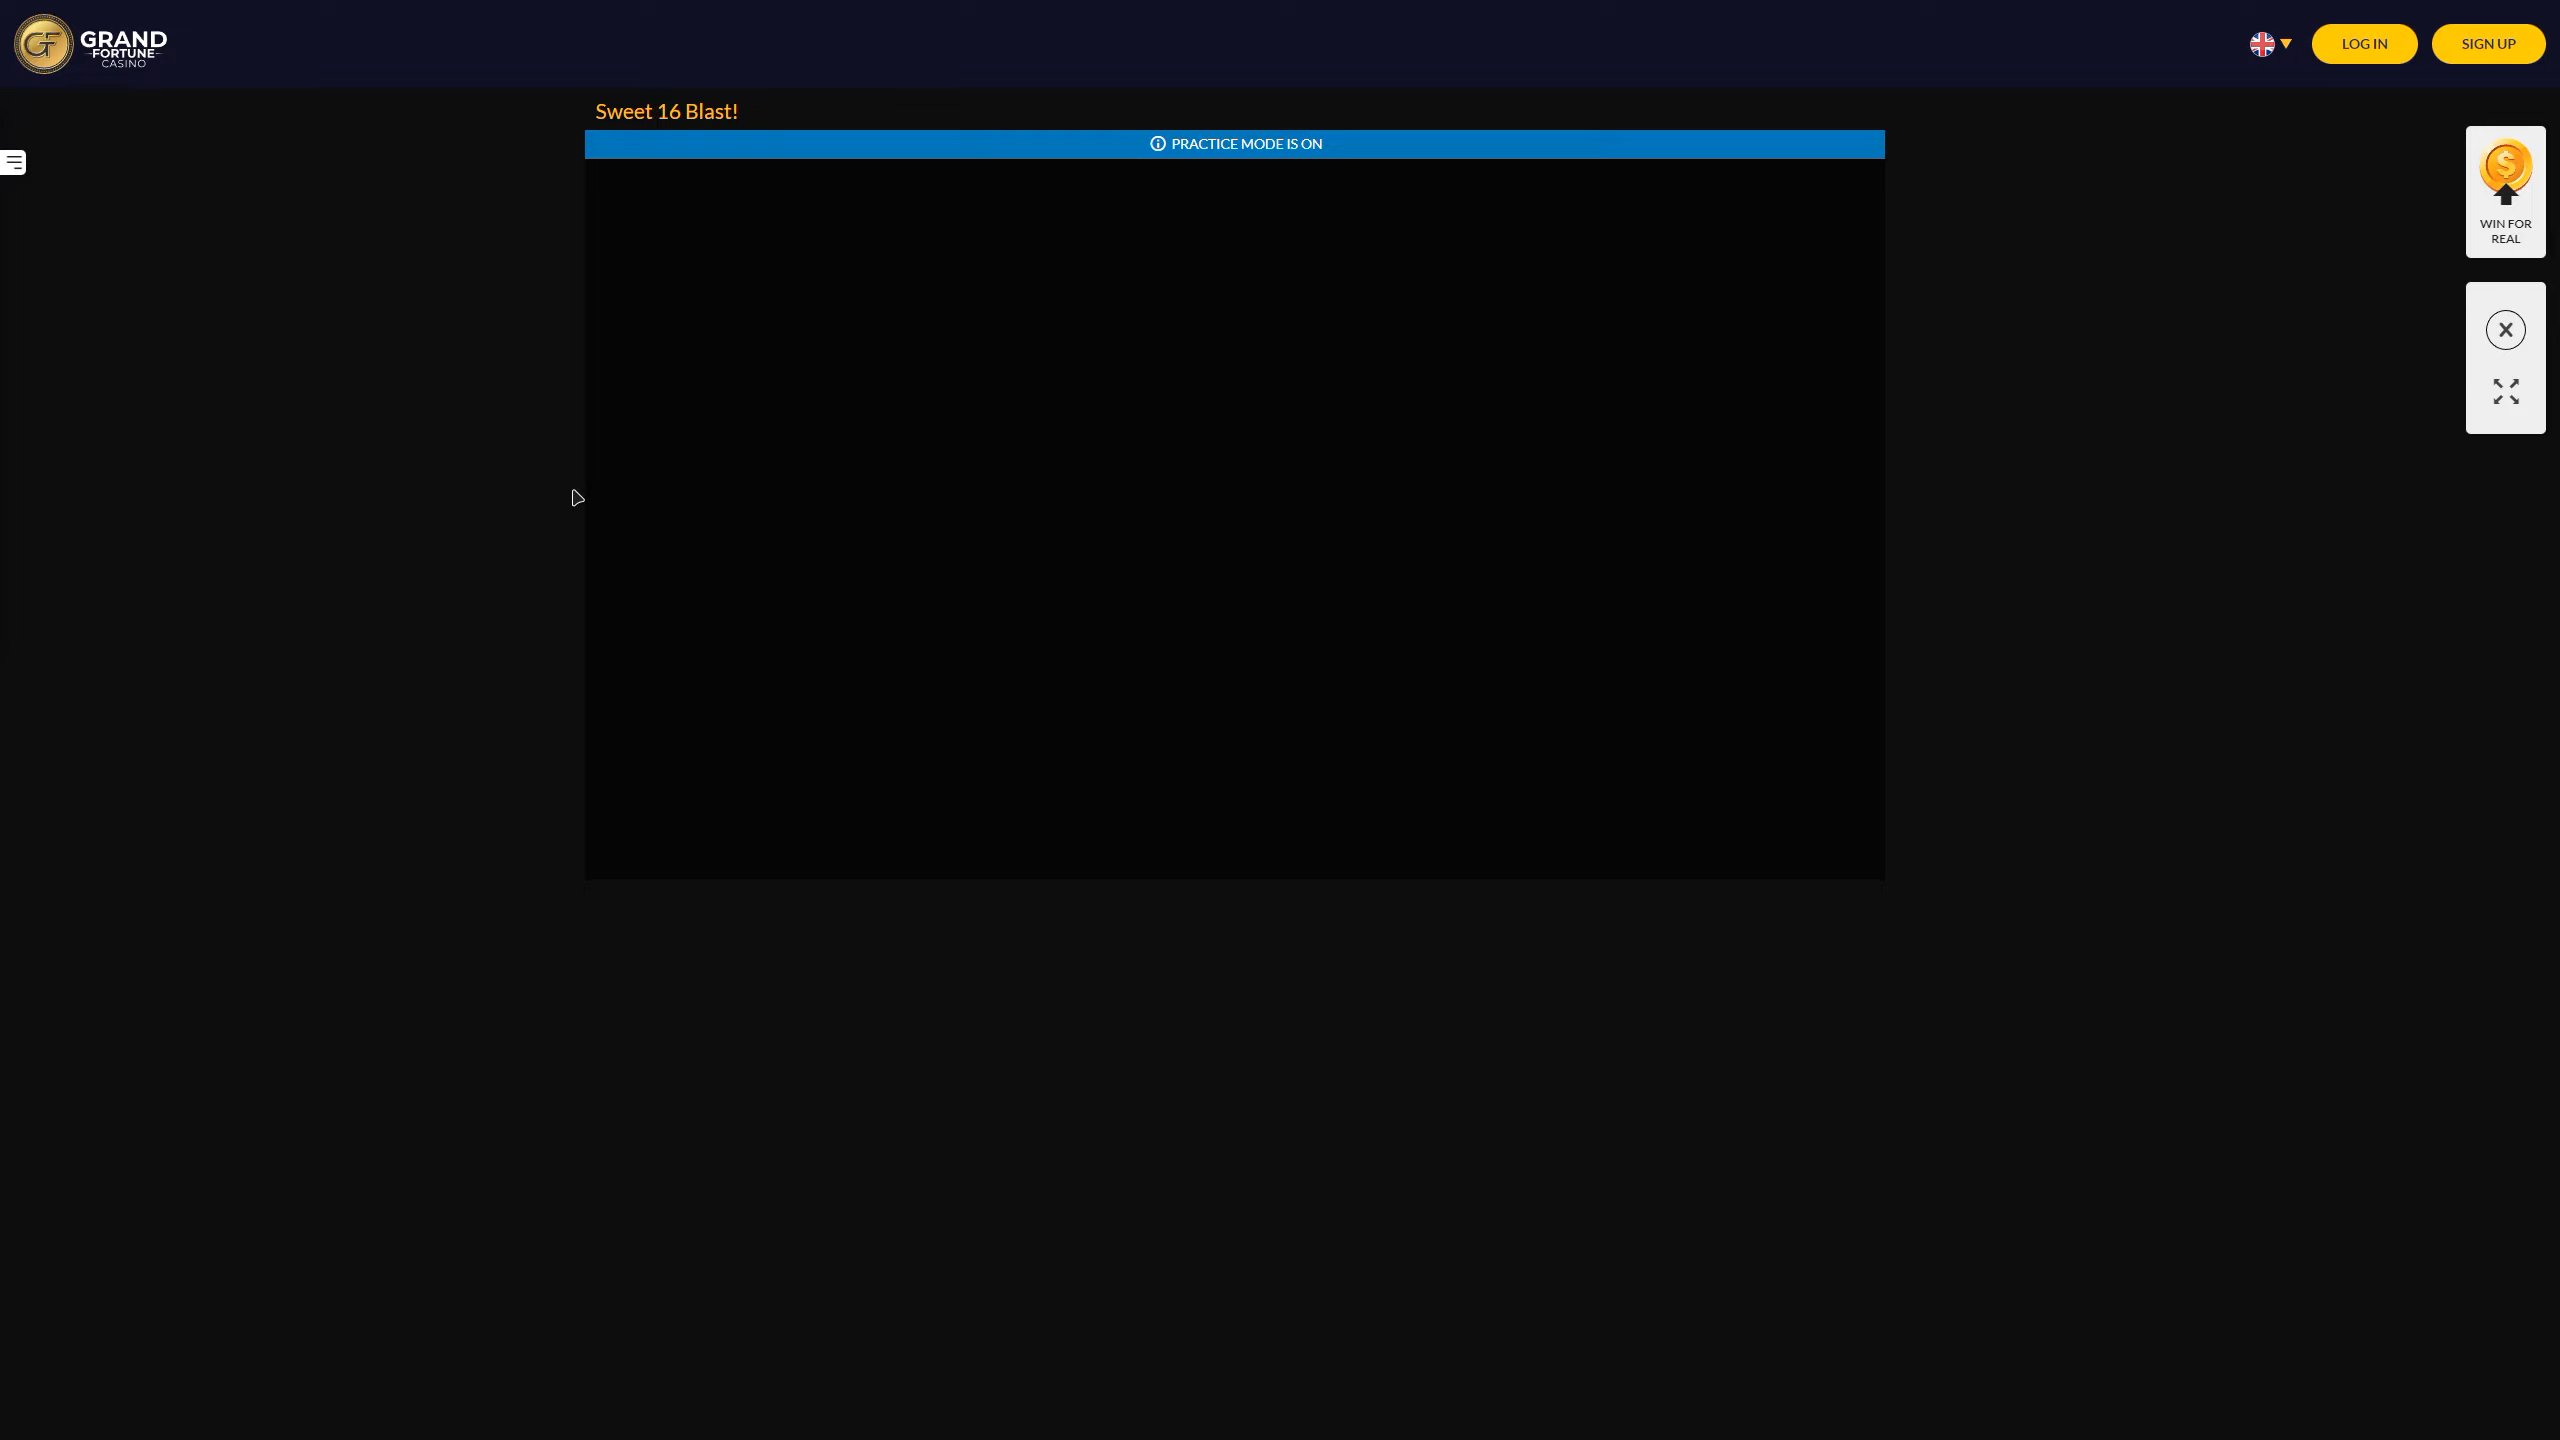 GRAND
FORTUNE
CASINO
LOG IN
SIGN UP
Sweet 16 Blast!
PRACTICE MODE IS ON
WIN FOR
REAL